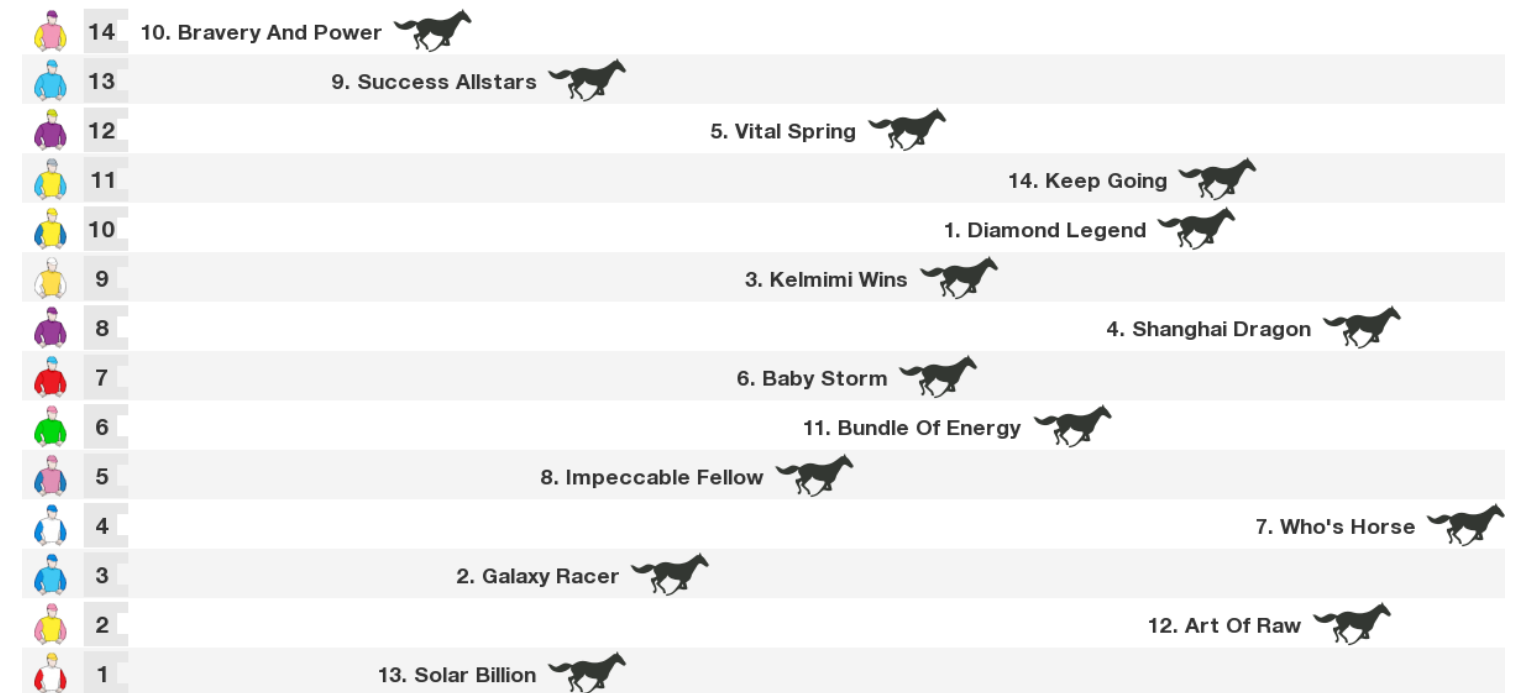 14 10. Bravery And Power
13 9. Success Allstars
12 5. Vital Spring
11 14. Keep Going
10 1. Diamond Legend
9 3. Kelmimi Wins
8 4. Shanghai Dragon
7 6. Baby Storm
6 11. Bundle Of Energy
5 8. Impeccable Fellow
4 7. Who's Horse
3 2. Galaxy Racer
2 12. Art Of Raw
1 13. Solar Billion